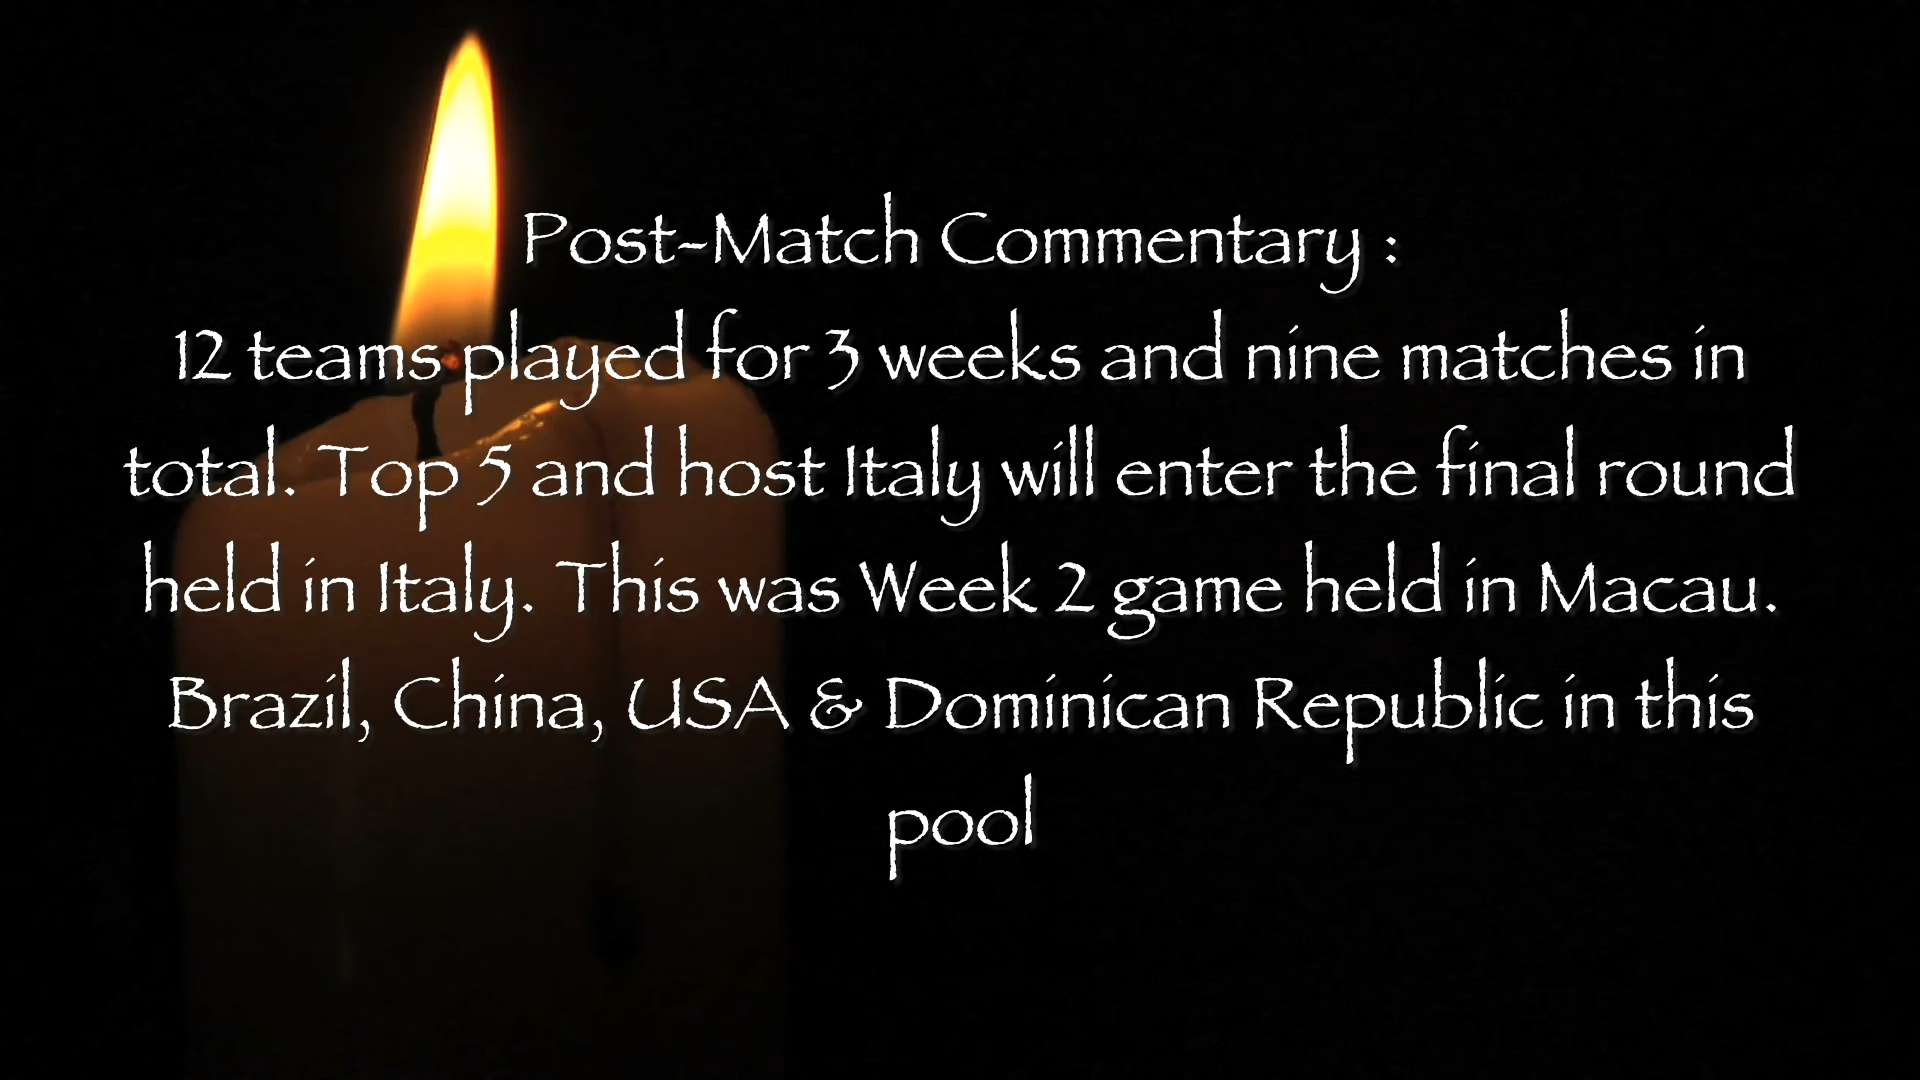 Post-Match Commentary :
12 teams played for 3 weeks and nine matches in
total. Top 5 and host Italy will enter the final round
held in Italy. This was Week 2 game held in Macau.
Brazil, China, USA & Dominican Republic in this
pool